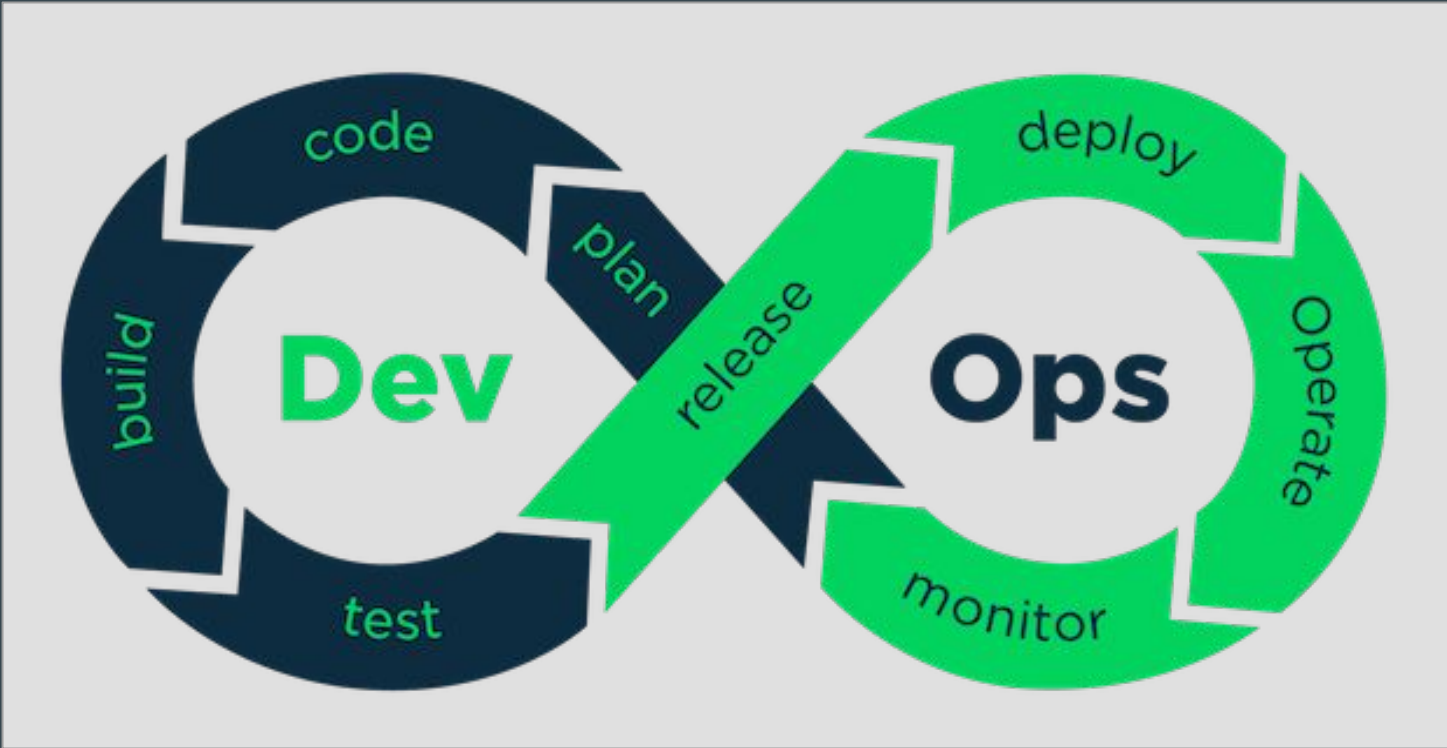 code
deploy
plan
release
build
Dev
Ops
Operate
test
monitor